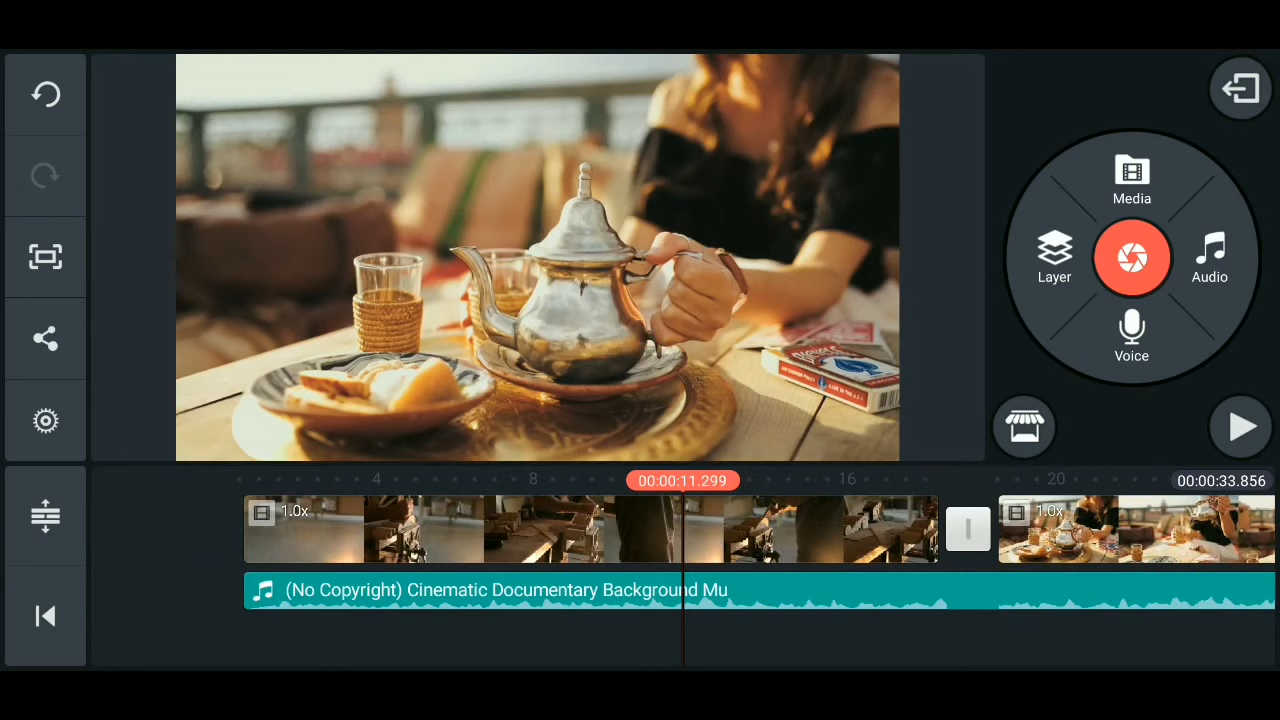 Media
Layer
Audio
Voice
BICYCLE
4
8
00:00:11.299
16
20
00:00:33.856
1.0x
1.0x
(No Copyright) Cinematic Documentary Background Mu